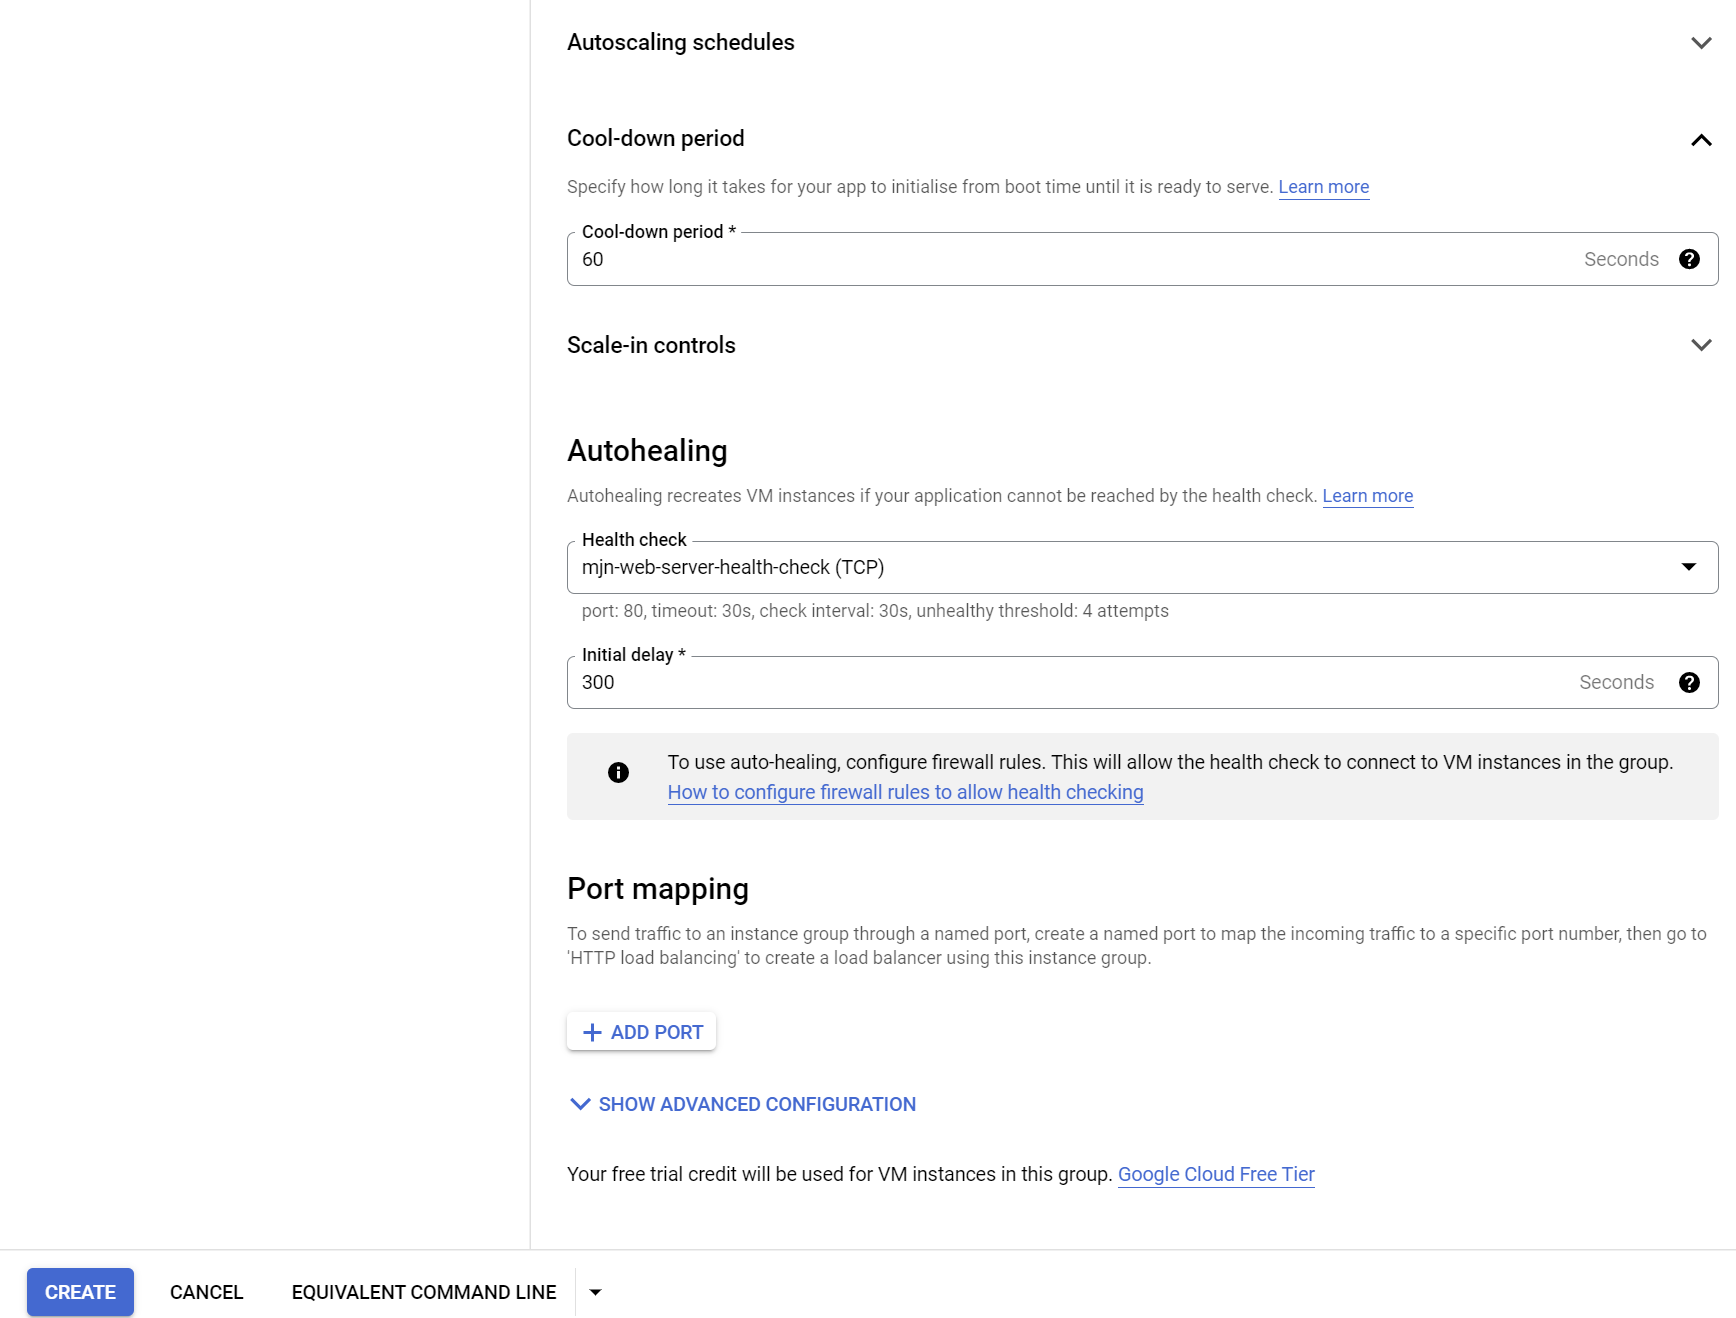 Autoscaling schedules
Cool-down period
Specify how long it takes for your app to initialise from boot time until it is ready to serve. Learn more
Cool-down period *
60 Seconds
Scale-in controls
Autohealing
Autohealing recreates VM instances if your application cannot be reached by the health check. Learn more
Health check
mjn-web-server-health-check (TCP)
port: 80, timeout: 30s, check interval: 30s, unhealthy threshold: 4 attempts
Initial delay *
300 Seconds
To use auto-healing, configure firewall rules. This will allow the health check to connect to VM instances in the group.
How to configure firewall rules to allow health checking
Port mapping
To send traffic to an instance group through a named port, create a named port to map the incoming traffic to a specific port number, then go to
'HTTP load balancing' to create a load balancer using this instance group.
ADD PORT
SHOW ADVANCED CONFIGURATION
Your free trial credit will be used for VM instances in this group. Google Cloud Free Tier
CREATE CANCEL EQUIVALENT COMMAND LINE